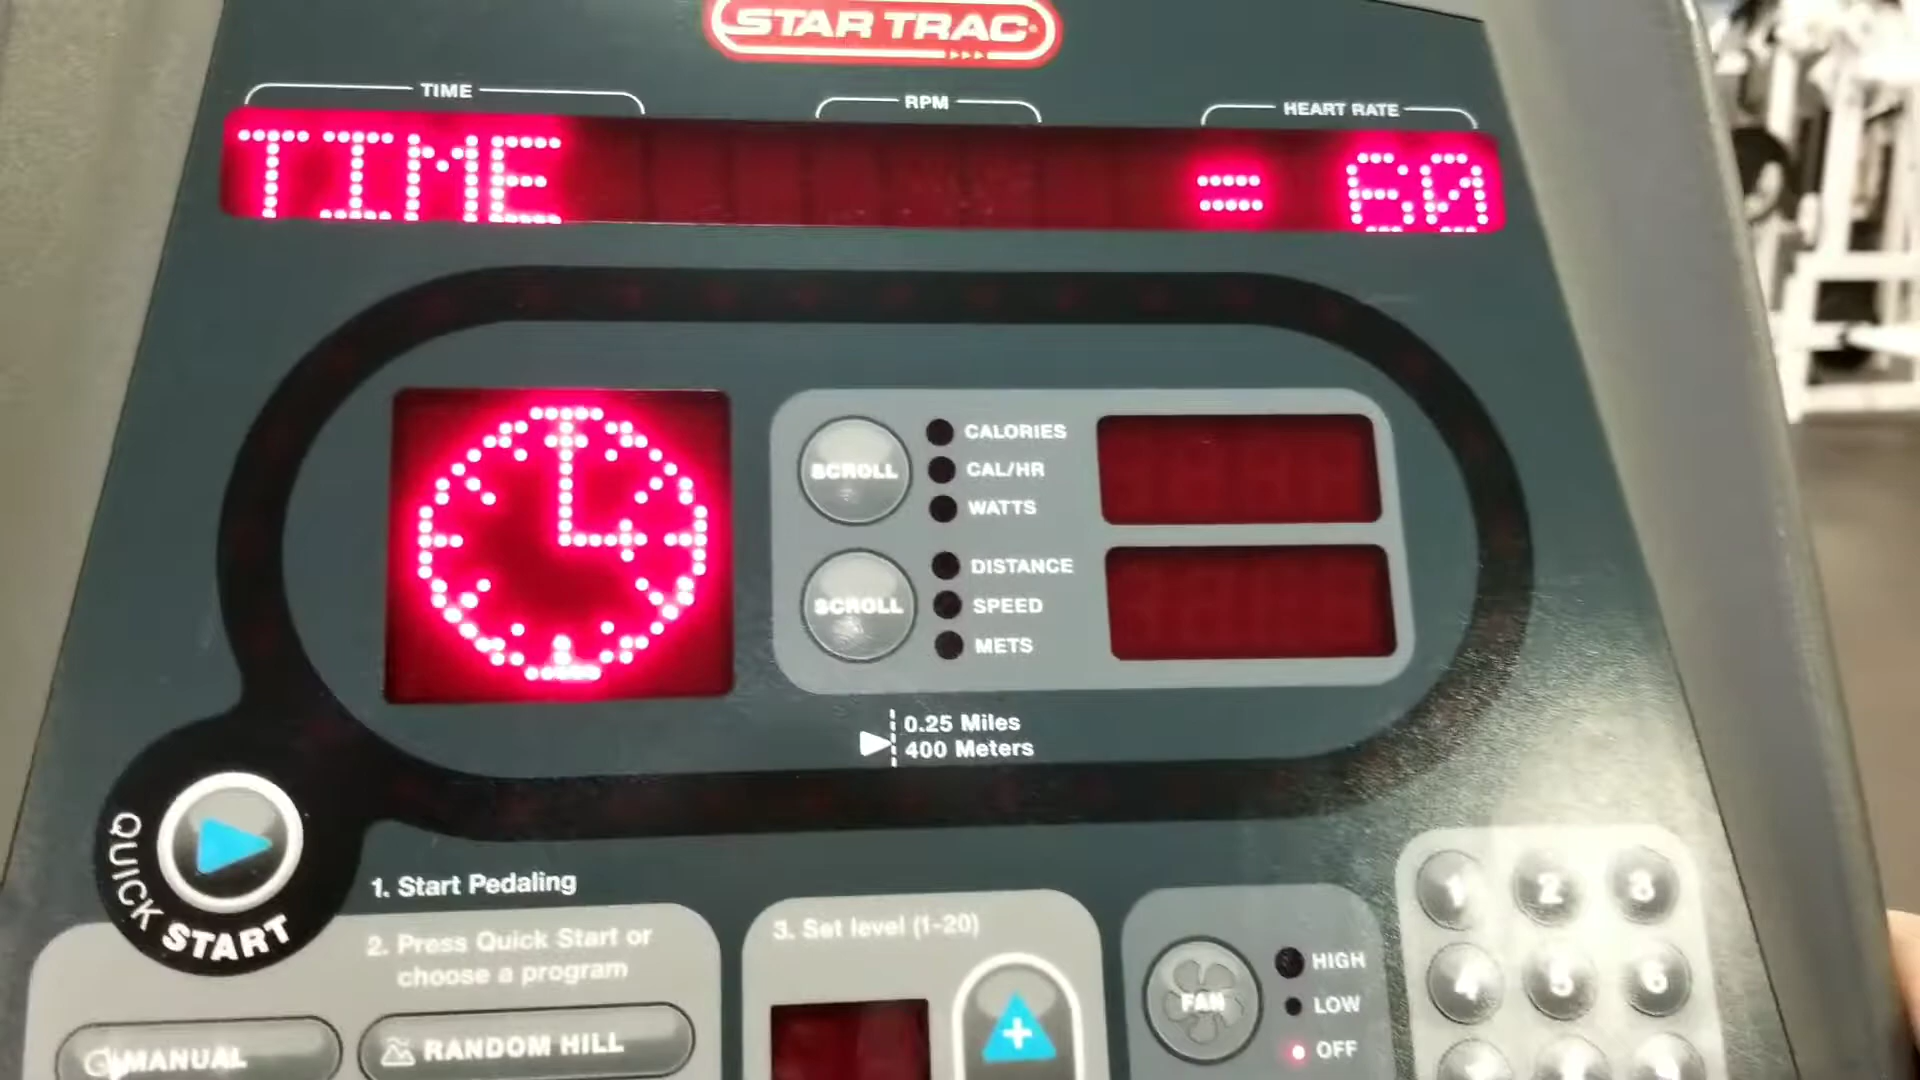 STAR TRAC
TIME RPM HEART RATE
TIME = 60
SCROLL
CALORIES
CAL/HR
WATTS
SCROLL
DISTANCE
SPEED
METS
0.25 Miles
400 Meters
QUICK START
1. Start Pedaling
2. Press Quick Start or
choose a program
MANUAL
RANDOM HILL
3. Set level (1-20)
+
FAN
HIGH
LOW
OFF
1 2 3
4 5 6